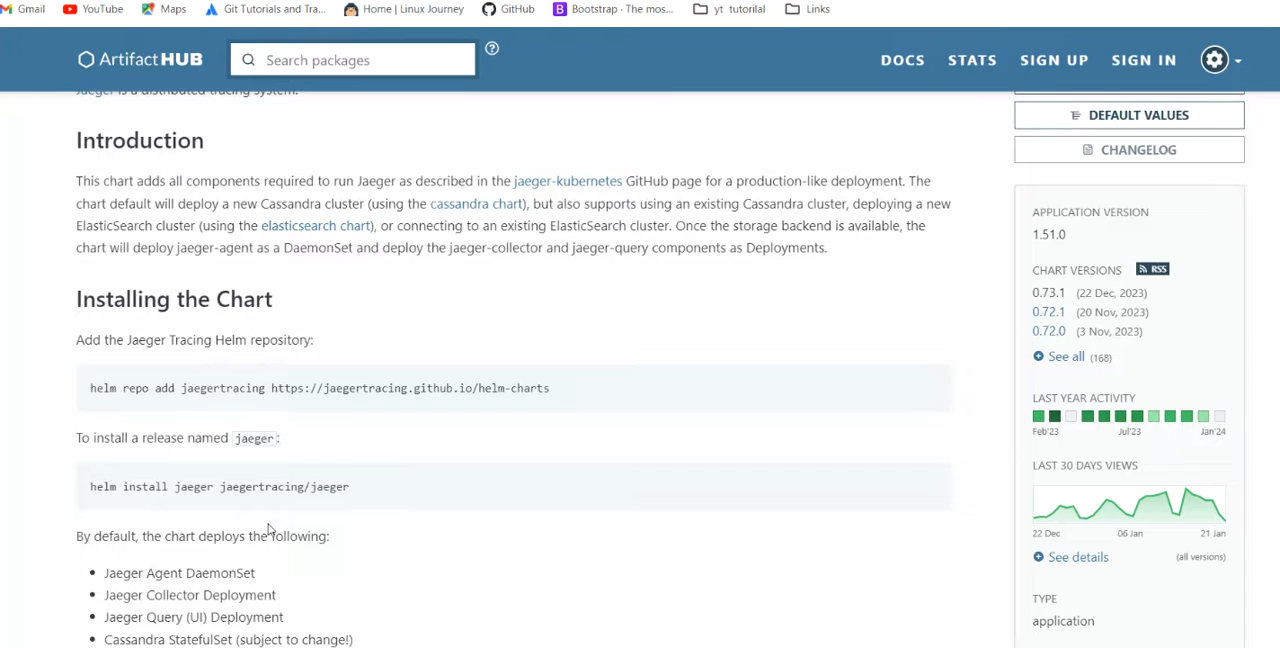 Gmail YouTube Maps Git Tutorials and Tra... Home | Linux Journey GitHub Bootstrap · The mos... yt tutorilal Links
ArtifactHUB Search packages DOCS STATS SIGN UP SIGN IN
Jaeger is a distributed tracing system.
Introduction
This chart adds all components required to run Jaeger as described in the jaeger-kubernetes GitHub page for a production-like deployment. The
chart default will deploy a new Cassandra cluster (using the cassandra chart), but also supports using an existing Cassandra cluster, deploying a new
ElasticSearch cluster (using the elasticsearch chart), or connecting to an existing ElasticSearch cluster. Once the storage backend is available, the
chart will deploy jaeger-agent as a DaemonSet and deploy the jaeger-collector and jaeger-query components as Deployments.
Installing the Chart
Add the Jaeger Tracing Helm repository:
helm repo add jaegertracing https://jaegertracing.github.io/helm-charts
To install a release named jaeger:
helm install jaeger jaegertracing/jaeger
By default, the chart deploys the following:
• Jaeger Agent DaemonSet
• Jaeger Collector Deployment
• Jaeger Query (UI) Deployment
• Cassandra StatefulSet (subject to change!)
DEFAULT VALUES
CHANGELOG
APPLICATION VERSION
1.51.0
CHART VERSIONS RSS
0.73.1 (22 Dec, 2023)
0.72.1 (20 Nov, 2023)
0.72.0 (3 Nov, 2023)
See all (168)
LAST YEAR ACTIVITY
Feb'23 Jul'23 Jan'24
LAST 30 DAYS VIEWS
22 Dec 06 Jan 21 Jan
See details (all versions)
TYPE
application